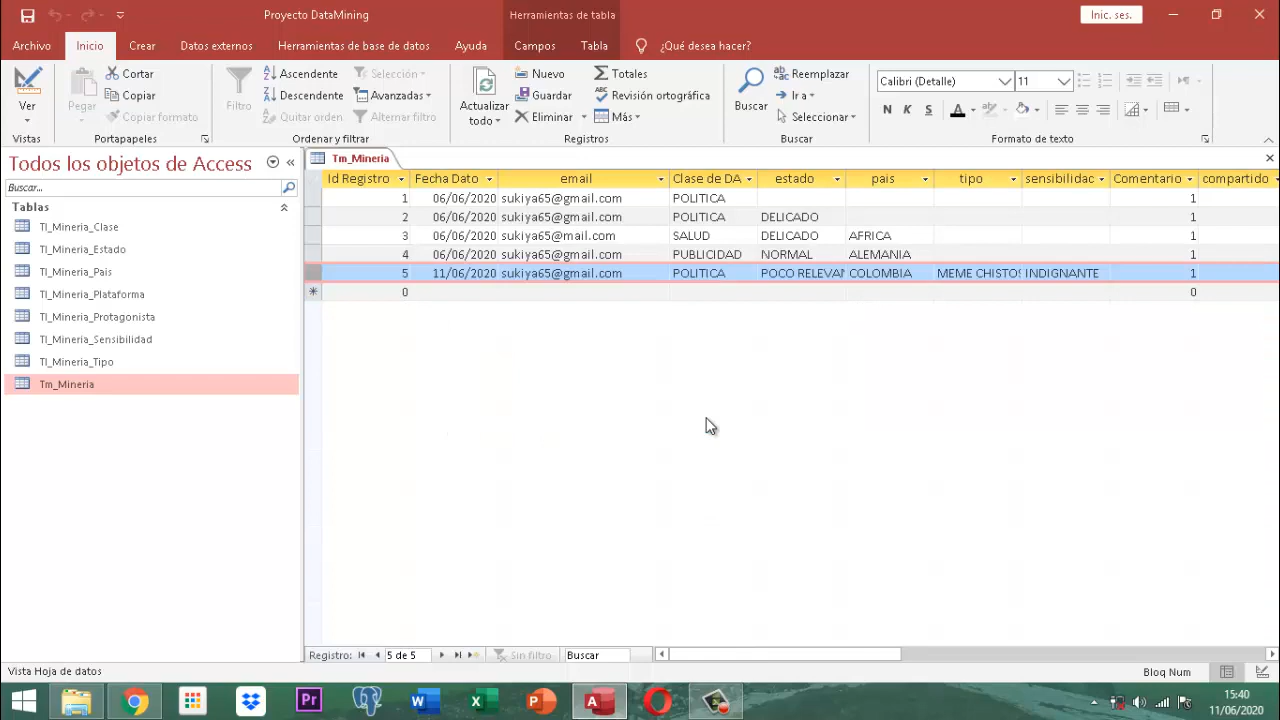 Proyecto DataMining
Herramientas de tabla
Inic. ses.
Archivo Inicio Crear Datos externos Herramientas de base de datos Ayuda Campos Tabla ¿Qué desea hacer?
Ver
Vistas
Pegar
Cortar
Copiar
Copiar formato
Portapapeles
Filtro
Ascendente
Descendente
Quitar orden
Selección
Avanzadas
Alternar filtro
Ordenar y filtrar
Actualizar
todo
Nuevo
Guardar
Eliminar
Totales
Revisión ortográfica
Más
Registros
Buscar
Reemplazar
Ir a
Seleccionar
Buscar
Calibri (Detalle) 11
N K S A
Formato de texto
Todos los objetos de Access
Buscar...
Tablas
Tl_Mineria_Clase
Tl_Mineria_Estado
Tl_Mineria_Pais
Tl_Mineria_Plataforma
Tl_Mineria_Protagonista
Tl_Mineria_Sensibilidad
Tl_Mineria_Tipo
Tm_Mineria
Tm_Mineria
Id Registro Fecha Dato email Clase de DA estado pais tipo sensibilidac Comentario compartido
1 06/06/2020 sukiya65@gmail.com POLITICA 1
2 06/06/2020 sukiya65@gmail.com POLITICA DELICADO 1
3 06/06/2020 sukiya65@mail.com SALUD DELICADO AFRICA 1
4 06/06/2020 sukiya65@gmail.com PUBLICIDAD NORMAL ALEMANIA 1
5 11/06/2020 sukiya65@gmail.com POLITICA POCO RELEVAN COLOMBIA MEME CHISTOS INDIGNANTE 1
* 0 0
Registro: 5 de 5 Sin filtro Buscar
Vista Hoja de datos
Bloq Num
15:40
11/06/2020